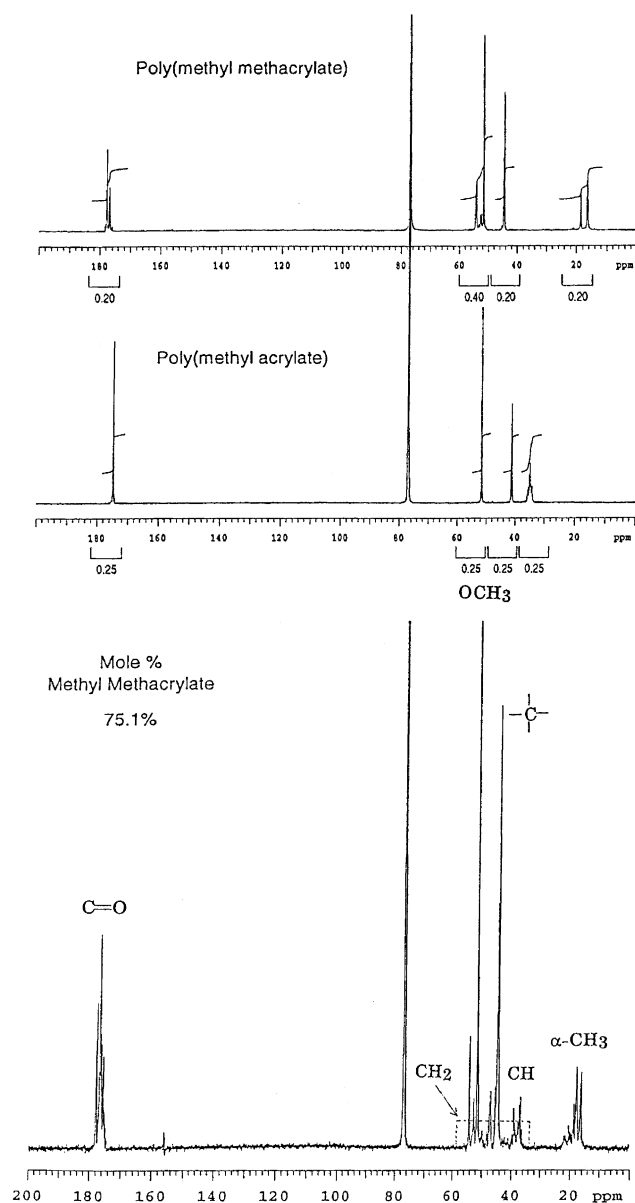 Poly(methyl methacrylate)
180 160 140 120 100 80 60 40 20 ppm
0.20 0.40 0.20 0.20
Poly(methyl acrylate)
180 160 140 120 100 80 60 40 20 ppm
0.25 0.25 0.25 0.25
OCH3
Mole %
Methyl Methacrylate
75.1%
-C-
C=O
α-CH3
CH2
CH
200 180 160 140 120 100 80 60 40 20 ppm